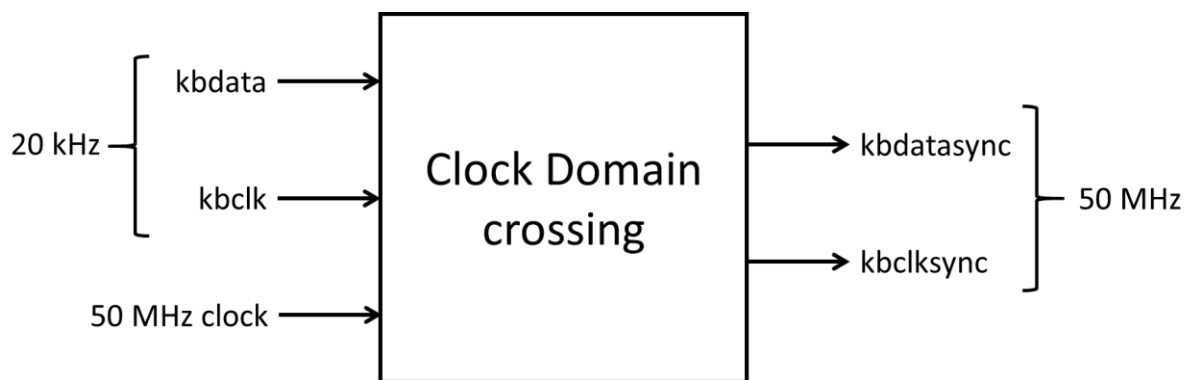 20 kHz
kbdata
kbclk
50 MHz clock
Clock Domain
crossing
kbdatasync
kbclksync
50 MHz